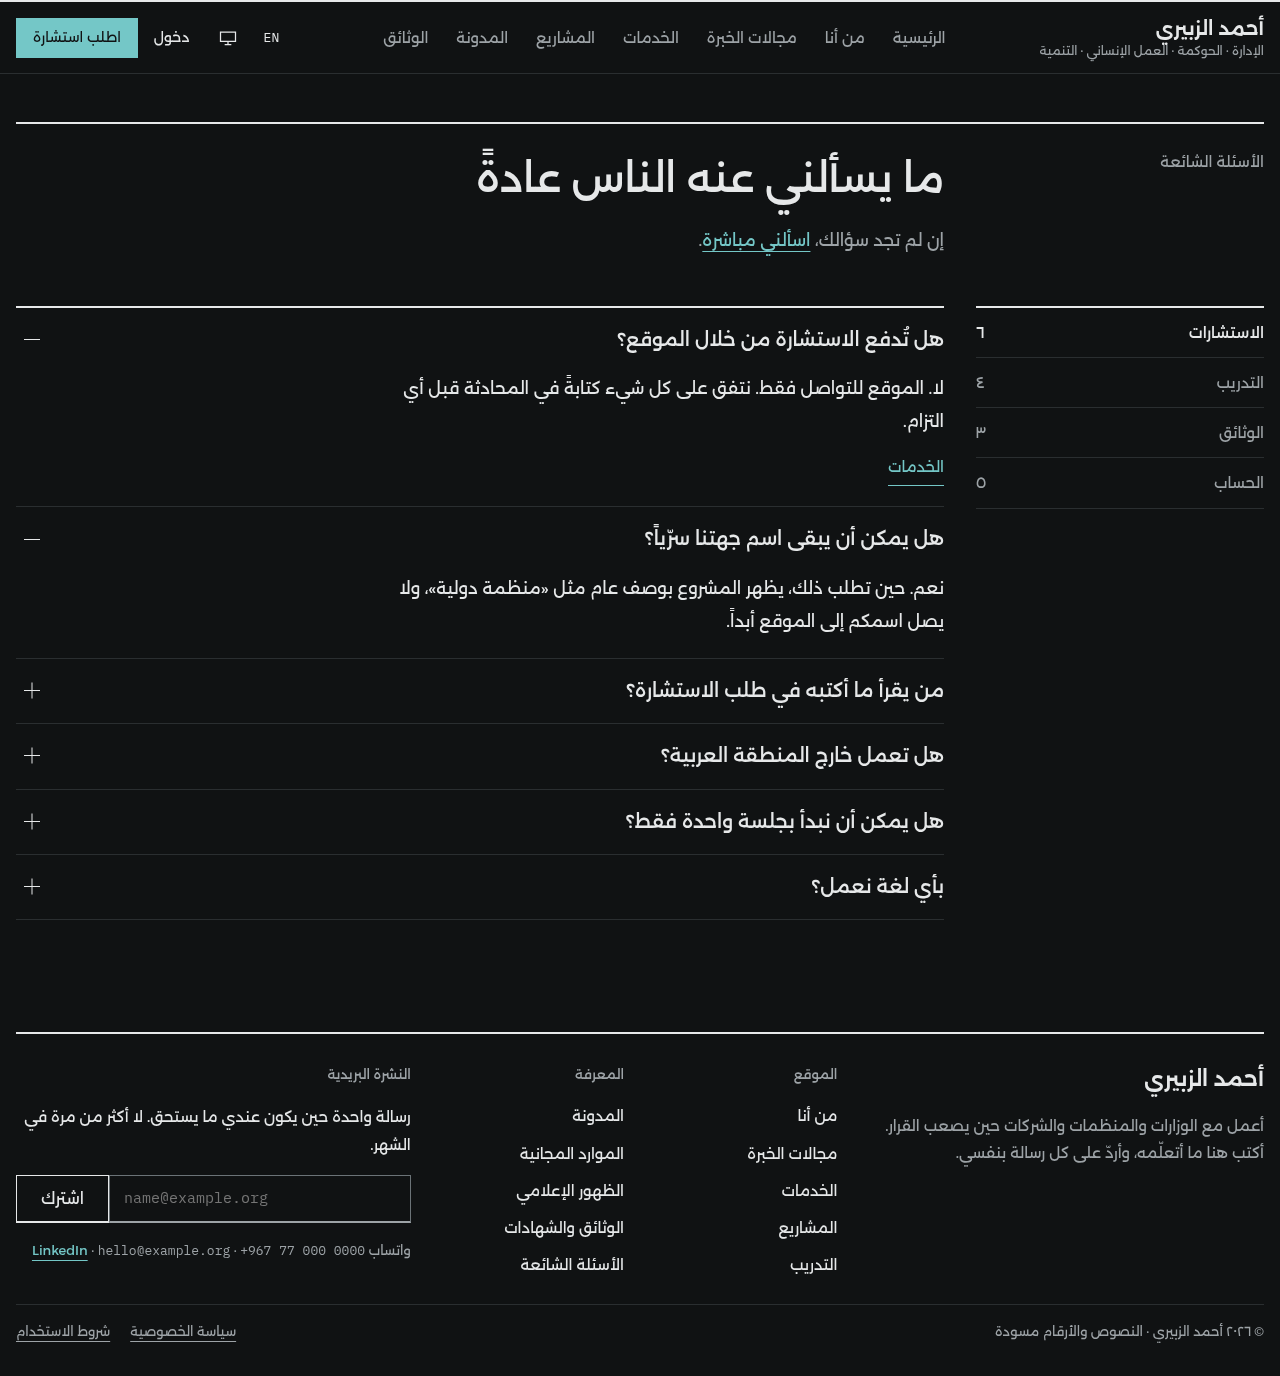 أحمد الزبيري
الإدارة · الحوكمة · العمل الإنساني · التنمية
الرئيسية
من أنا
مجالات الخبرة
الخدمات
المشاريع
المدونة
الوثائق
EN
دخول
اطلب استشارة
الأسئلة الشائعة
ما يسألني عنه الناس عادةً
إن لم تجد سؤالك، اسألني مباشرة.
الاستشارات ٦
التدريب ٤
الوثائق ٣
الحساب ٥
هل تُدفع الاستشارة من خلال الموقع؟
لا. الموقع للتواصل فقط. نتفق على كل شيء كتابةً في المحادثة قبل أي
التزام.
الخدمات
هل يمكن أن يبقى اسم جهتنا سرّياً؟
نعم. حين تطلب ذلك، يظهر المشروع بوصف عام مثل «منظمة دولية»، ولا
يصل اسمكم إلى الموقع أبداً.
من يقرأ ما أكتبه في طلب الاستشارة؟
هل تعمل خارج المنطقة العربية؟
هل يمكن أن نبدأ بجلسة واحدة فقط؟
بأي لغة نعمل؟
أحمد الزبيري
أعمل مع الوزارات والمنظمات والشركات حين يصعب القرار.
أكتب هنا ما أتعلّمه، وأردّ على كل رسالة بنفسي.
الموقع
من أنا
مجالات الخبرة
الخدمات
المشاريع
التدريب
المعرفة
المدونة
الموارد المجانية
الظهور الإعلامي
الوثائق والشهادات
الأسئلة الشائعة
النشرة البريدية
رسالة واحدة حين يكون عندي ما يستحق. لا أكثر من مرة في
الشهر.
name@example.org
اشترك
واتساب +967 77 000 0000 · hello@example.org · LinkedIn
© ٢٠٢٦ أحمد الزبيري · النصوص والأرقام مسودة
سياسة الخصوصية
شروط الاستخدام